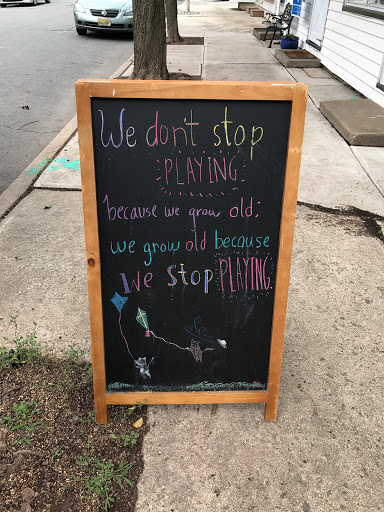 We don't stop
PLAYING
because we grow old;
we grow old because
we stop PLAYING.